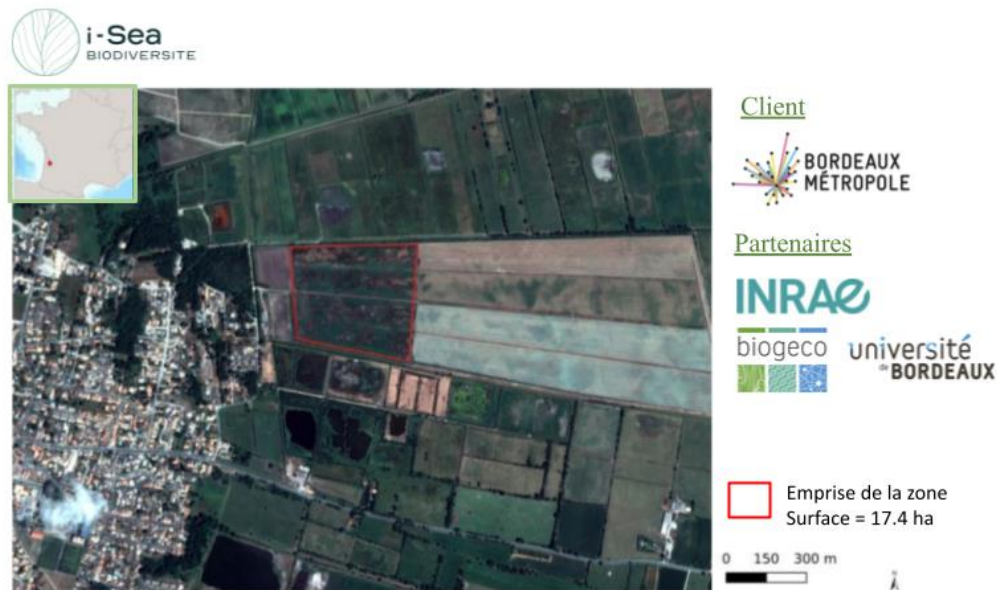 i-Sea
BIODIVERSITE
Client
BORDEAUX
MÉTROPOLE
Partenaires
INRAE
biogeco
université
de BORDEAUX
Emprise de la zone
Surface = 17.4 ha
0 150 300 m